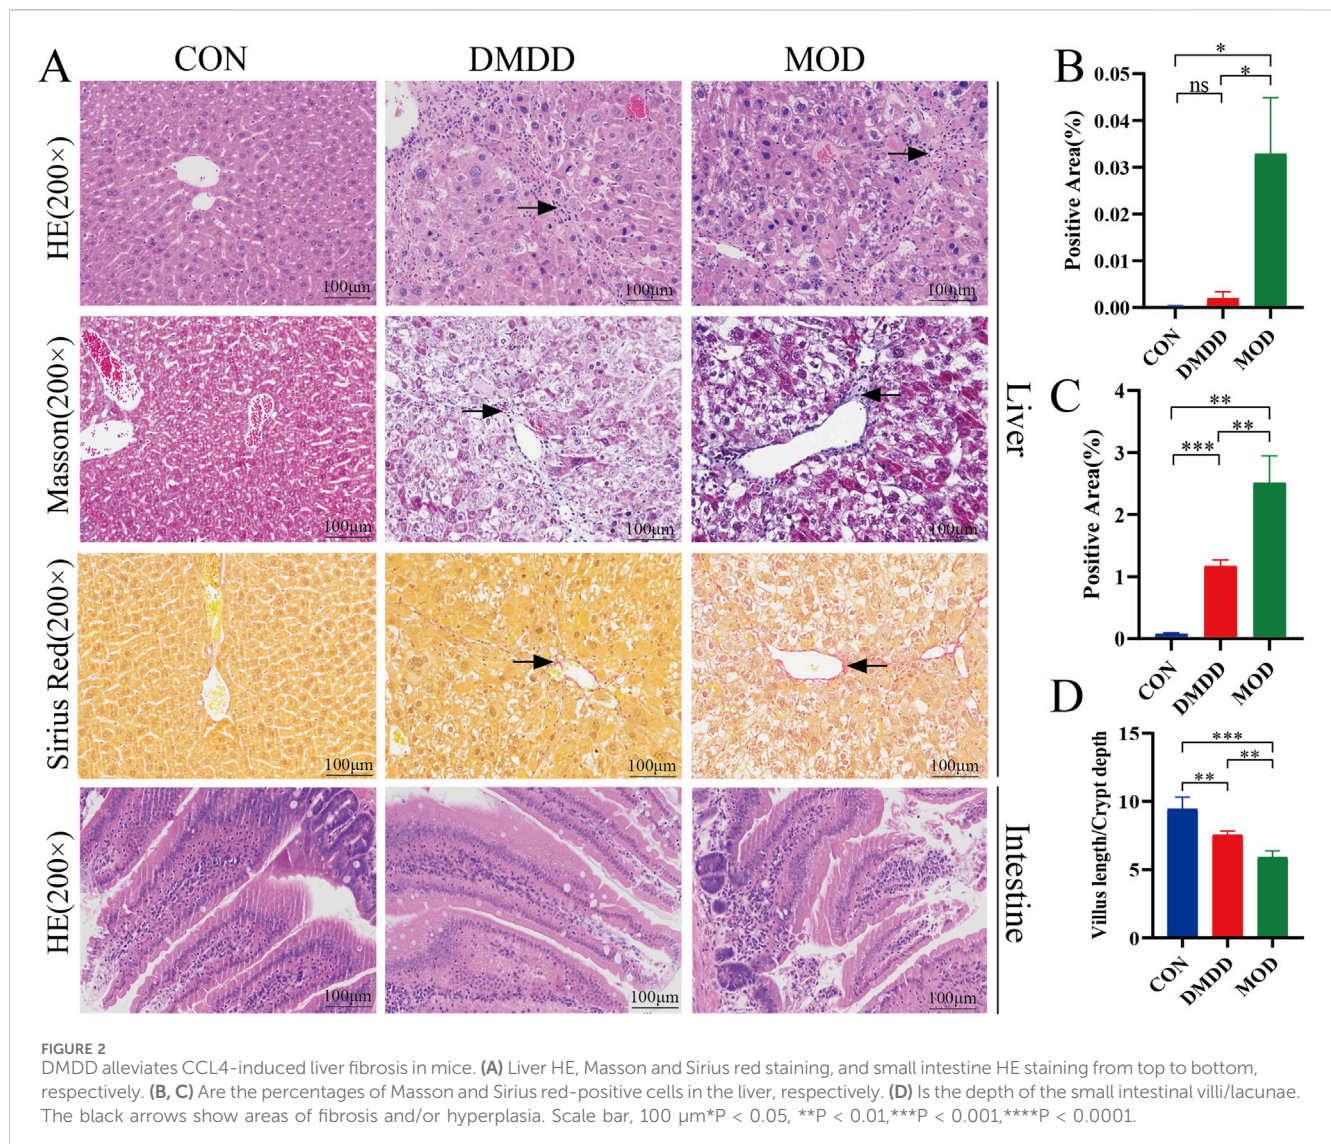 A
CON
DMDD
MOD
HE(200×)
100μm
100μm
100μm
Masson(200×)
100μm
100μm
100μm
Sirius Red(200×)
100μm
100μm
100μm
Liver
HE(200×)
100μm
100μm
100μm
Intestine
B
Positive Area(%)
0.05
0.04
0.03
0.02
0.01
0.00
*
ns
*
CON
DMDD
MOD
C
Positive Area(%)
4
3
2
1
0
**
**
***
CON
DMDD
MOD
D
Villus length/Crypt depth
15
10
5
0
***
**
**
CON
DMDD
MOD
FIGURE 2
DMDD alleviates CCL4-induced liver fibrosis in mice. (A) Liver HE, Masson and Sirius red staining, and small intestine HE staining from top to bottom,
respectively. (B, C) Are the percentages of Masson and Sirius red-positive cells in the liver, respectively. (D) Is the depth of the small intestinal villi/lacunae.
The black arrows show areas of fibrosis and/or hyperplasia. Scale bar, 100 μm*P < 0.05, **P < 0.01,***P < 0.001,****P < 0.0001.